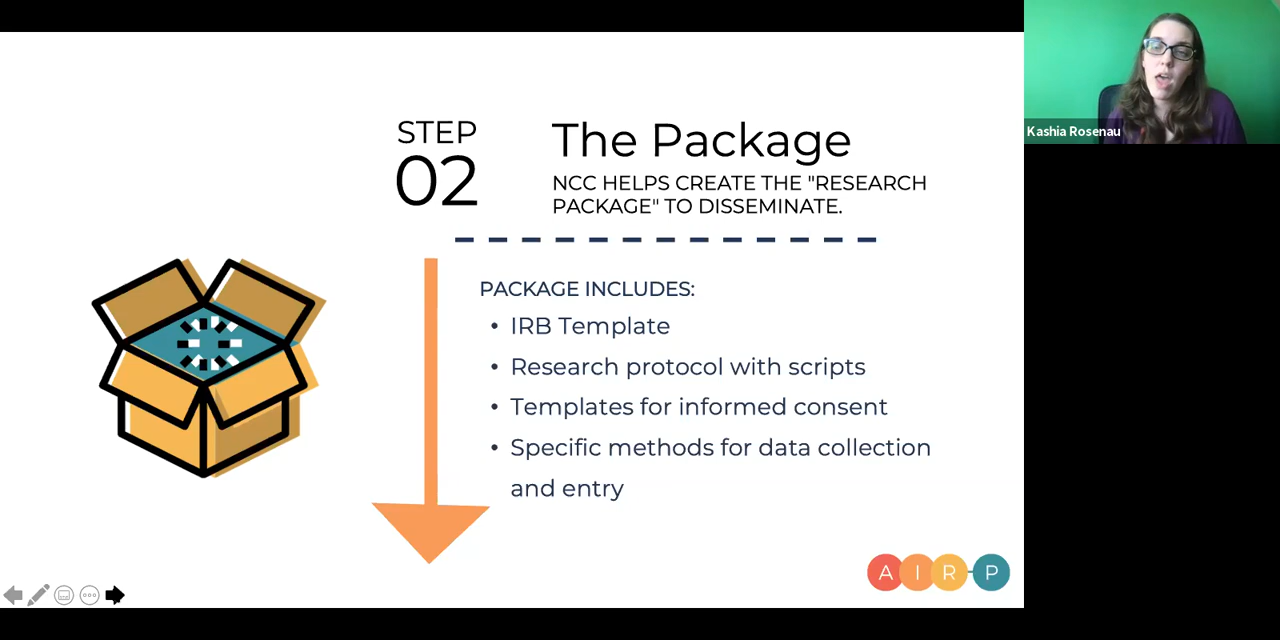 STEP
02
The Package
NCC HELPS CREATE THE "RESEARCH
PACKAGE" TO DISSEMINATE.
PACKAGE INCLUDES:
• IRB Template
• Research protocol with scripts
• Templates for informed consent
• Specific methods for data collection
and entry
A I R - P
Kashia Rosenau